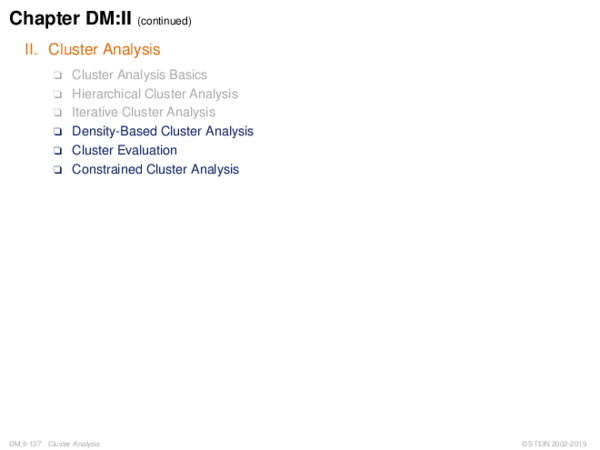 Chapter DM:II (continued)
II. Cluster Analysis
❑ Cluster Analysis Basics
❑ Hierarchical Cluster Analysis
❑ Iterative Cluster Analysis
❑ Density-Based Cluster Analysis
❑ Cluster Evaluation
❑ Constrained Cluster Analysis
DM:II-137 Cluster Analysis © STEIN 2002-2019